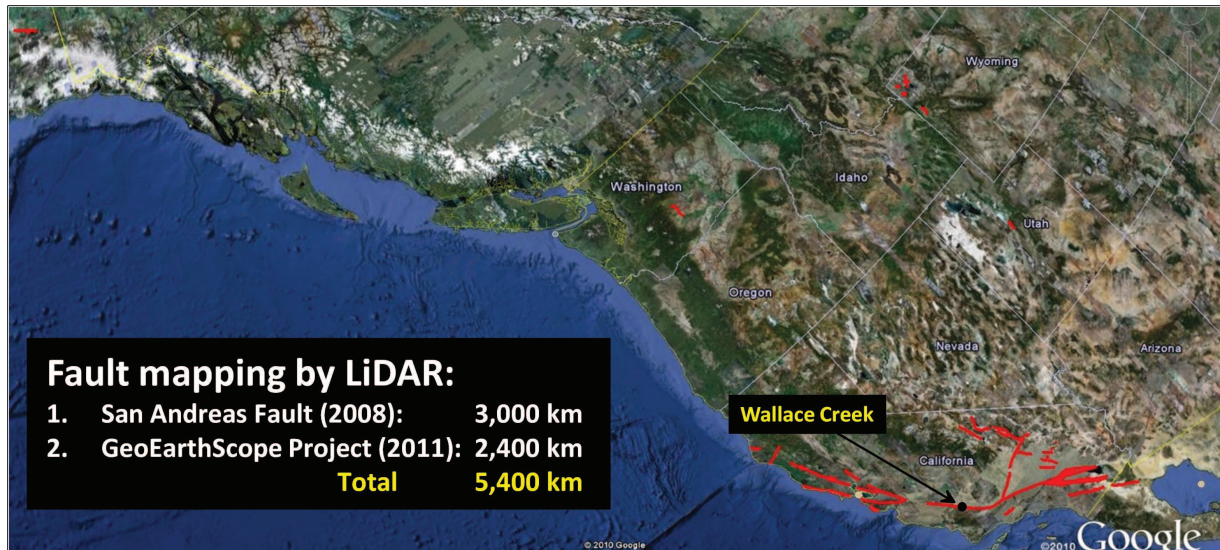 Wyoming
Washington
Idaho
Utah
Oregon
Nevada
Arizona
Fault mapping by LiDAR:
1. San Andreas Fault (2008): 3,000 km
2. GeoEarthScope Project (2011): 2,400 km
Total 5,400 km
Wallace Creek
California
© 2010 Google
©2010 Google